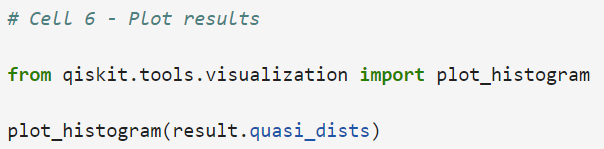 # Cell 6 - Plot results
from qiskit.tools.visualization import plot_histogram
plot_histogram(result.quasi_dists)